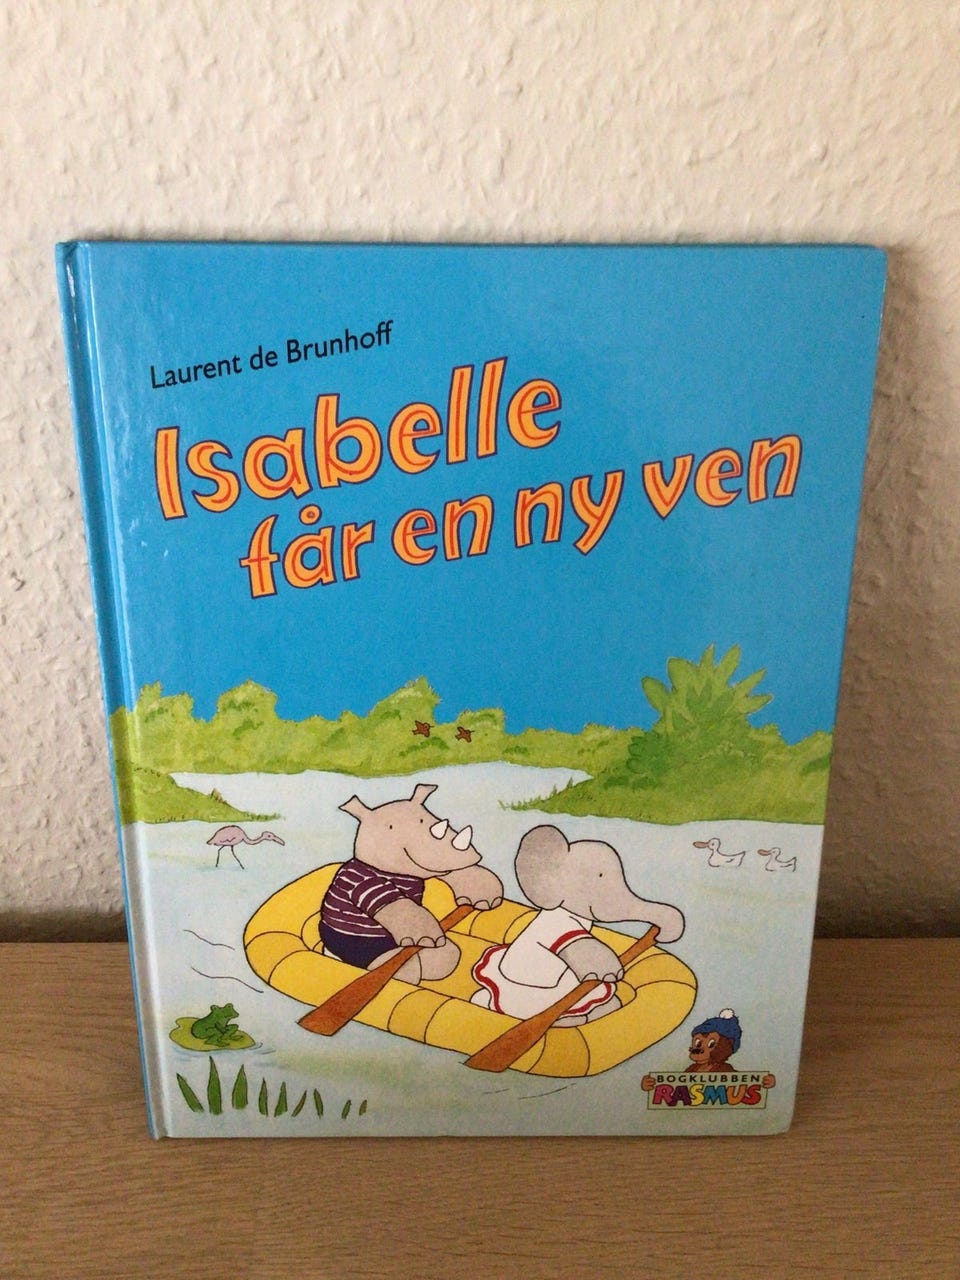 Laurent de Brunhoff
Isabelle
får en ny ven
BOGKLUBBEN
RASMUS